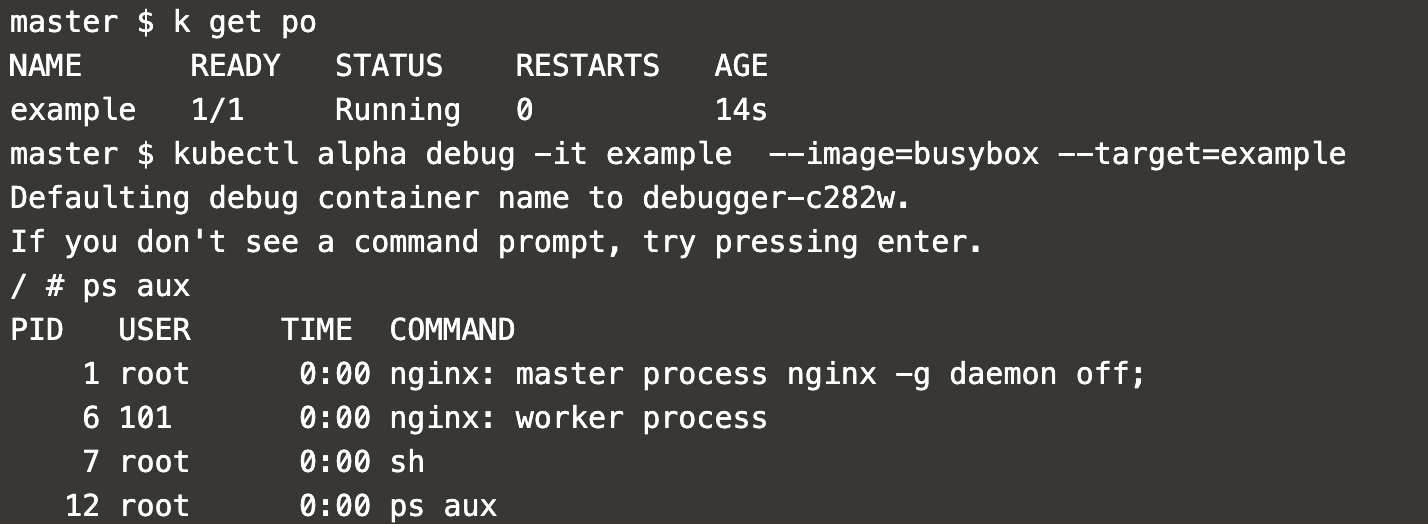 master $ k get po
NAME      READY   STATUS    RESTARTS   AGE
example   1/1     Running   0          14s
master $ kubectl alpha debug -it example  --image=busybox --target=example
Defaulting debug container name to debugger-c282w.
If you don't see a command prompt, try pressing enter.
/ # ps aux
PID   USER     TIME  COMMAND
    1 root      0:00 nginx: master process nginx -g daemon off;
    6 101       0:00 nginx: worker process
    7 root      0:00 sh
   12 root      0:00 ps aux